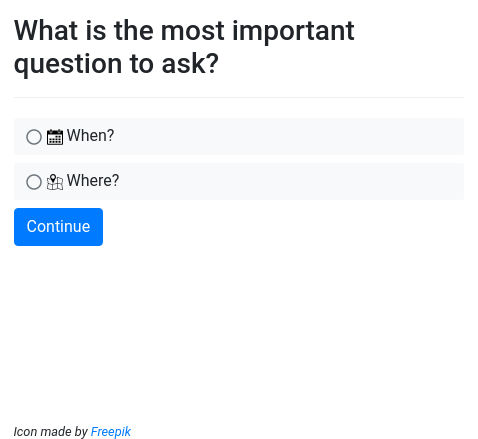 What is the most important
question to ask?
When?
Where?
Continue
Icon made by Freepik